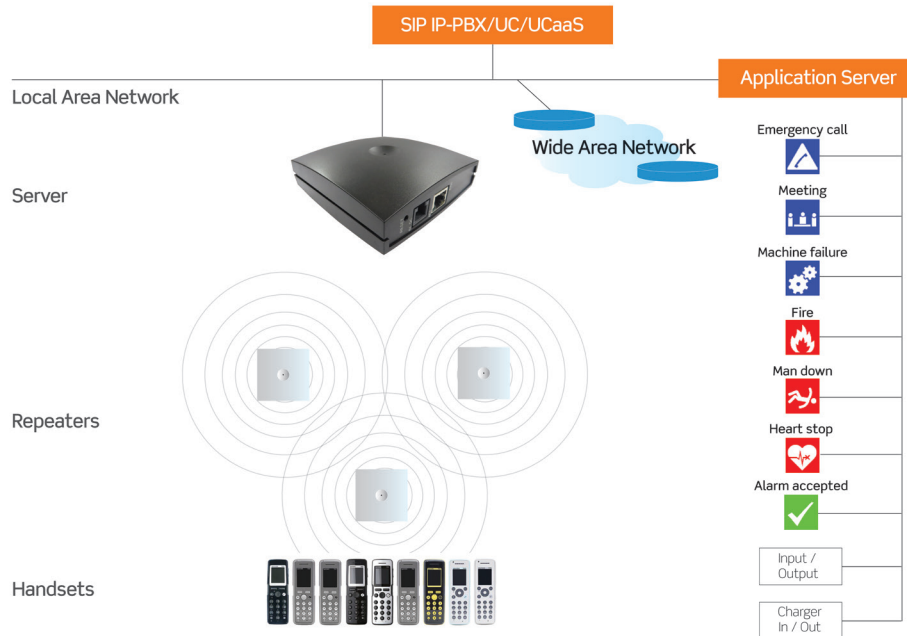 SIP IP-PBX/UC/UCaaS
Application Server
Local Area Network
Wide Area Network
Emergency call
Server
Meeting
Machine failure
Fire
Man down
Repeaters
Heart stop
Alarm accepted
Input /
Output
Handsets
Charger
In / Out